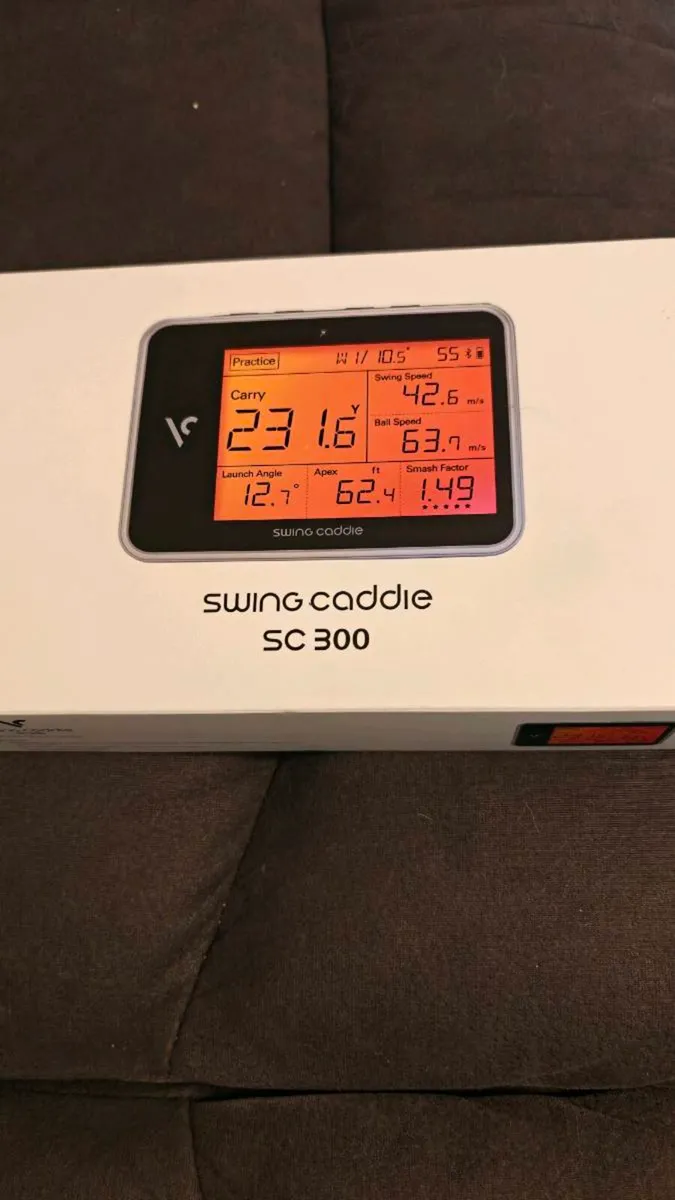 Practice W1/ 10.5° 55
Carry
231.6 Y
Swing Speed
42.6 m/s
Ball Speed
63.7 m/s
Launch Angle
12.7°
Apex ft
62.4
Smash Factor
1.49
swing caddie
swing caddie
SC 300